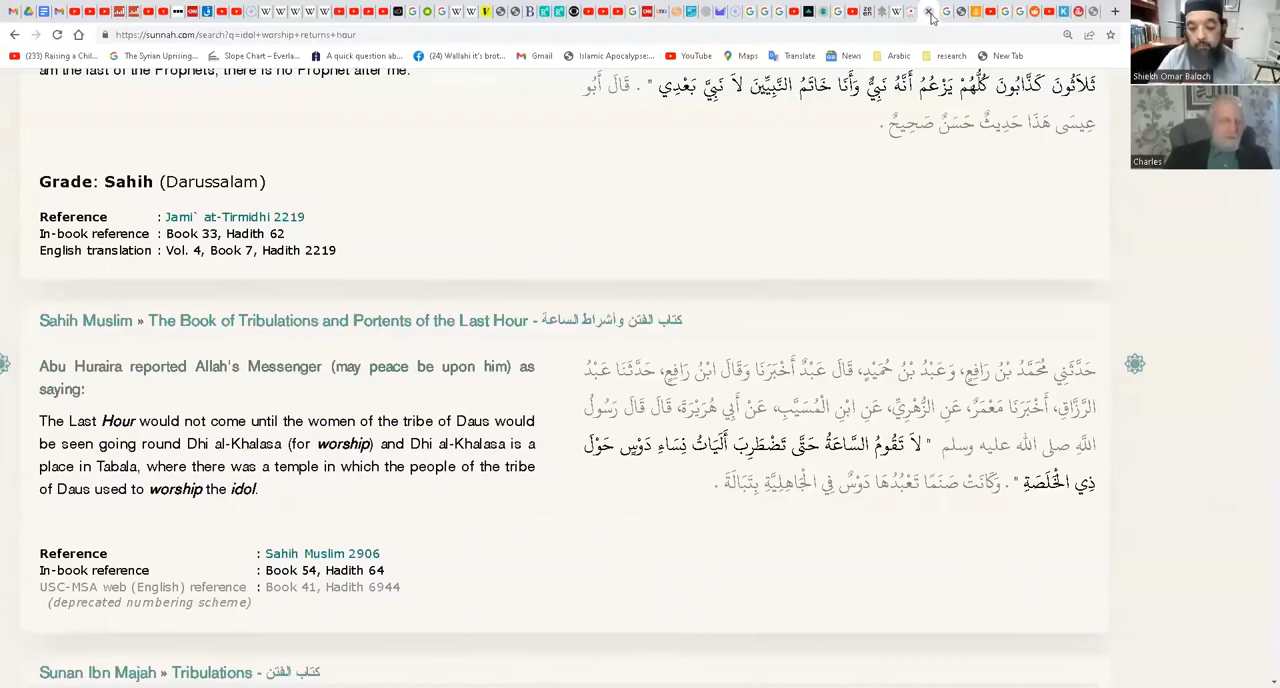 https://sunnah.com/search?q=idol+worship+returns+hour
(233) Raising a Chil...
The Syrian Uprising...
Slope Chart – Everla...
A quick question ab...
(24) Wallahi it's brot...
Gmail
Islamic Apocalypse:...
YouTube
Maps
Translate
News
Arabic
research
New Tab
Shiekh Omar Baloch
Charles
am the last of the Prophets, there is no Prophet after me.
ثَلاَثُونَ كَذَّابُونَ كُلُّهُمْ يَزْعُمُ أَنَّهُ نَبِيٌّ وَأَنَا خَاتَمُ النَّبِيِّينَ لاَ نَبِيَّ بَعْدِي ‏"‏ ‏.‏ قَالَ أَبُو
عِيسَى هَذَا حَدِيثٌ حَسَنٌ صَحِيحٌ ‏.‏
Grade: Sahih (Darussalam)
Reference : Jami` at-Tirmidhi 2219
In-book reference : Book 33, Hadith 62
English translation : Vol. 4, Book 7, Hadith 2219
Sahih Muslim » The Book of Tribulations and Portents of the Last Hour - كتاب الفتن وأشراط الساعة
Abu Huraira reported Allah's Messenger (may peace be upon him) as
saying:
The Last Hour would not come until the women of the tribe of Daus would
be seen going round Dhi al-Khalasa (for worship) and Dhi al-Khalasa is a
place in Tabala, where there was a temple in which the people of the tribe
of Daus used to worship the idol.
حَدَّثَنِي مُحَمَّدُ بْنُ رَافِعٍ، وَعَبْدُ بْنُ حُمَيْدٍ، قَالَ عَبْدٌ أَخْبَرَنَا وَقَالَ ابْنُ رَافِعٍ، حَدَّثَنَا عَبْدُ
الرَّزَّاقِ، أَخْبَرَنَا مَعْمَرٌ، عَنِ الزُّهْرِيِّ، عَنِ ابْنِ الْمُسَيَّبِ، عَنْ أَبِي هُرَيْرَةَ، قَالَ قَالَ رَسُولُ
اللَّهِ صلى الله عليه وسلم ‏"‏ لاَ تَقُومُ السَّاعَةُ حَتَّى تَضْطَرِبَ أَلَيَاتُ نِسَاءِ دَوْسٍ حَوْلَ
ذِي الْخَلَصَةِ ‏"‏ ‏.‏ وَكَانَتْ صَنَمًا تَعْبُدُهَا دَوْسٌ فِي الْجَاهِلِيَّةِ بِتَبَالَةَ ‏.‏
Reference : Sahih Muslim 2906
In-book reference : Book 54, Hadith 64
USC-MSA web (English) reference : Book 41, Hadith 6944
(deprecated numbering scheme)
Sunan Ibn Majah » Tribulations - كتاب الفتن